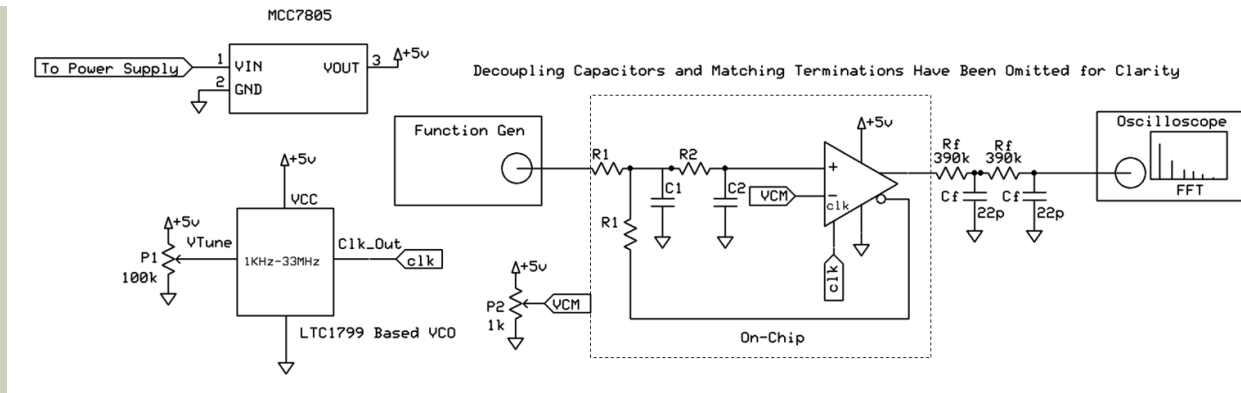 MCC7805
To Power Supply
1
VIN
2
GND
VOUT
3
+5v
Decoupling Capacitors and Matching Terminations Have Been Omitted for Clarity
Function Gen
R1
R2
C1
C2
R1
VCM
+
-
clk
+5v
clk
Rf
390k
Rf
390k
Cf
22p
Cf
22p
Oscilloscope
FFT
+5v
VCC
+5v
VTune
P1
100k
1KHz-33MHz
Clk_Out
clk
LTC1799 Based VCO
+5v
P2
1k
VCM
On-Chip